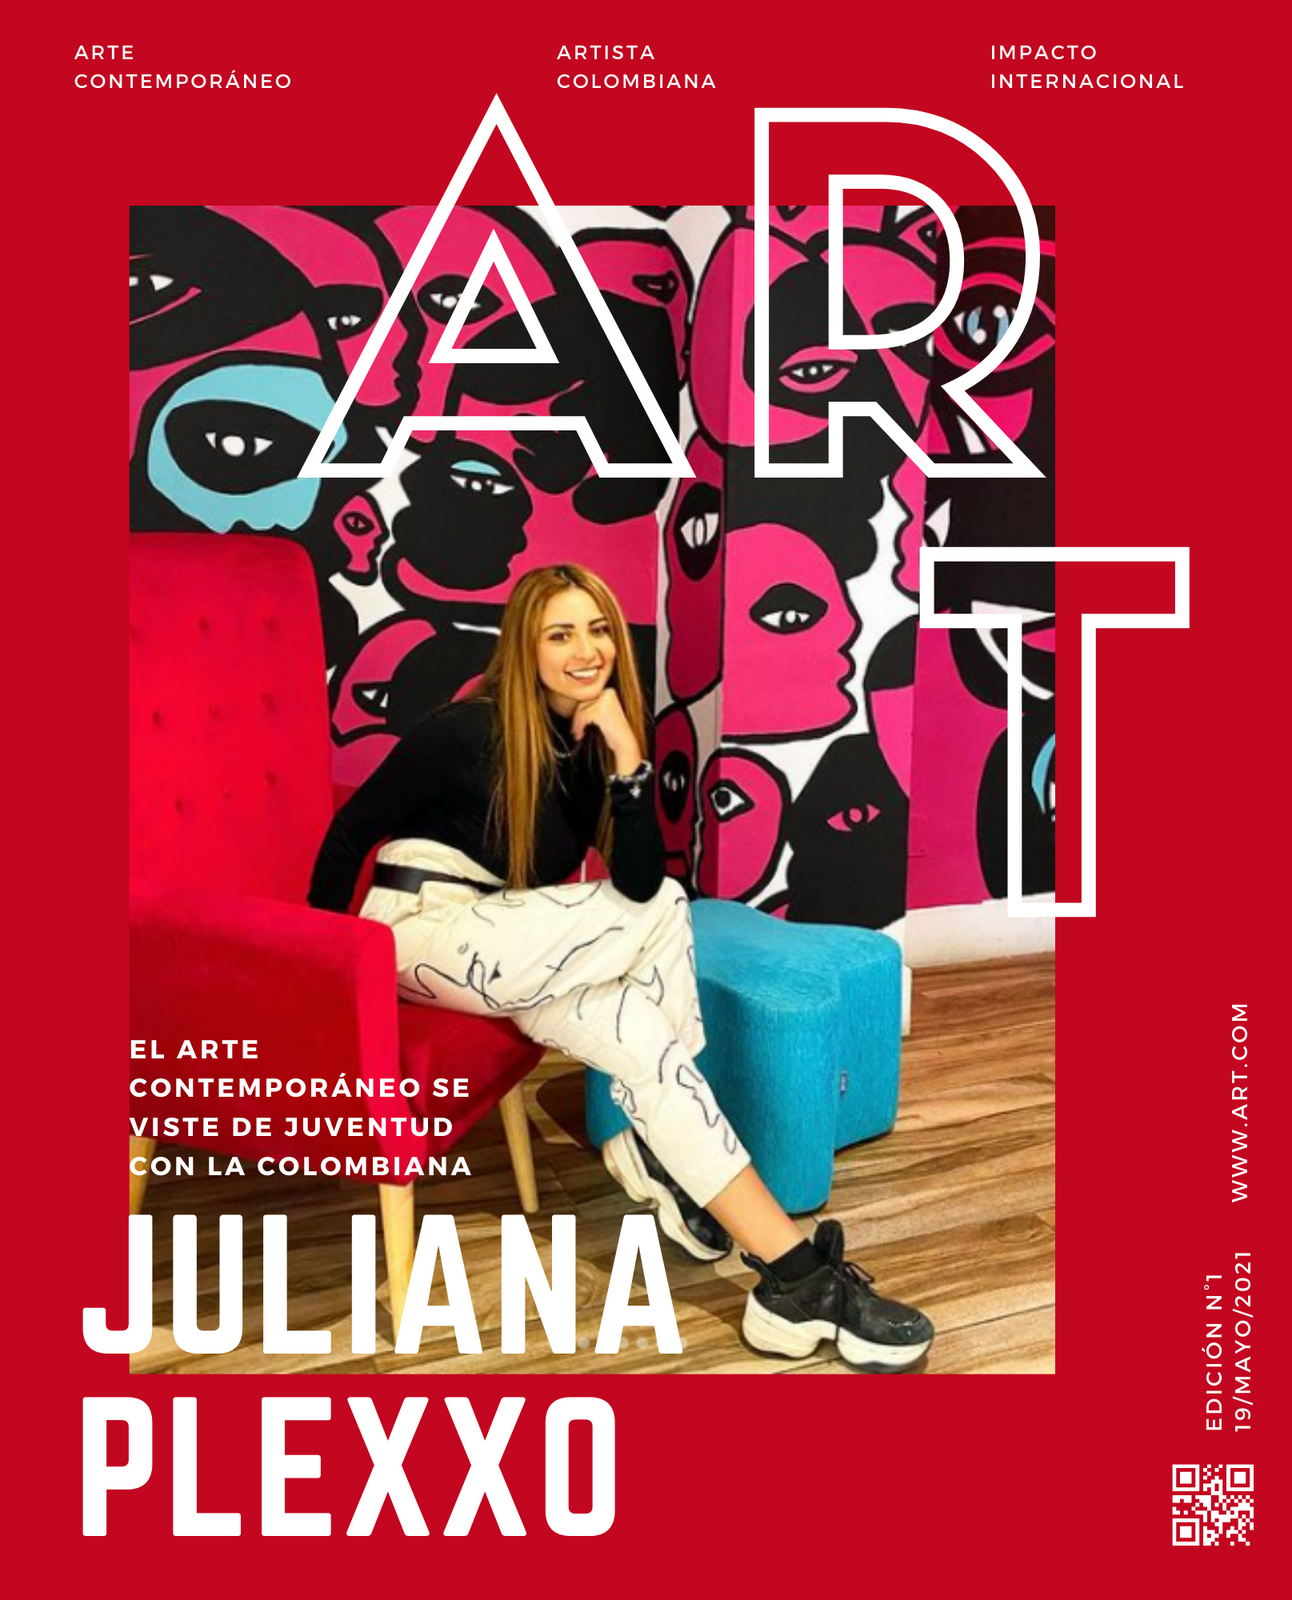 ARTE
CONTEMPORÁNEO
ARTISTA
COLOMBIANA
IMPACTO
INTERNACIONAL
AR
T
EL ARTE
CONTEMPORÁNEO SE
VISTE DE JUVENTUD
CON LA COLOMBIANA
JULIANA
PLEXXO
WWW.ART.COM
EDICIÓN N°1
19/MAYO/2021